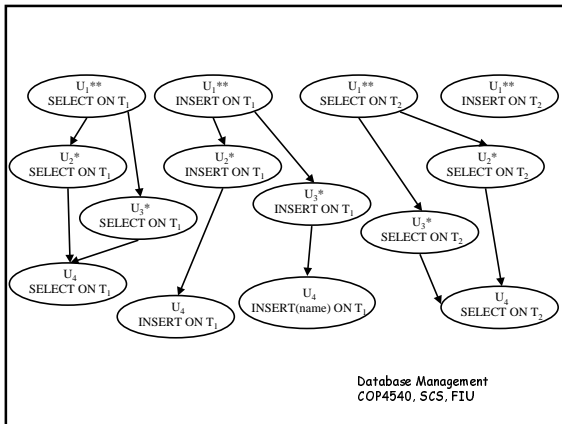 U1**
SELECT ON T1
U1**
INSERT ON T1
U1**
SELECT ON T2
U1**
INSERT ON T2
U2*
SELECT ON T1
U2*
INSERT ON T1
U2*
SELECT ON T2
U3*
SELECT ON T1
U3*
INSERT ON T1
U3*
SELECT ON T2
U4
SELECT ON T1
U4
INSERT ON T1
U4
INSERT(name) ON T1
U4
SELECT ON T2
Database Management
COP4540, SCS, FIU